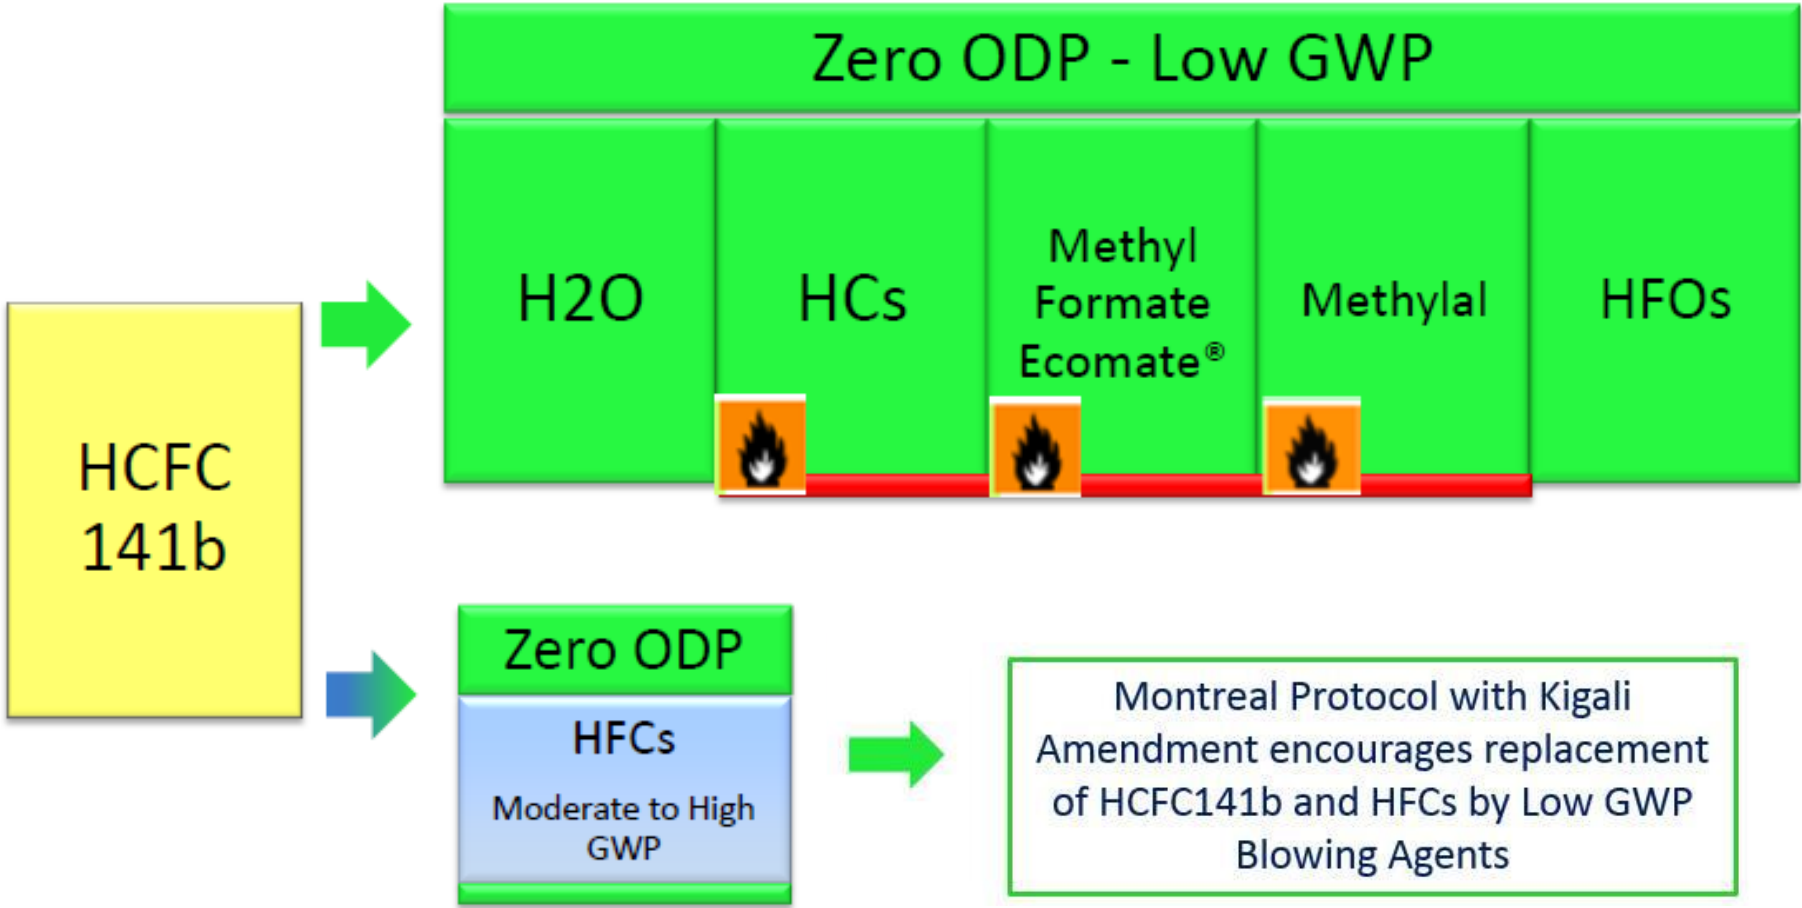 Zero ODP - Low GWP
H2O
HCs
Methyl
Formate
Ecomate®
Methylal
HFOs
HCFC
141b
Zero ODP
HFCs
Moderate to High
GWP
Montreal Protocol with Kigali
Amendment encourages replacement
of HCFC141b and HFCs by Low GWP
Blowing Agents